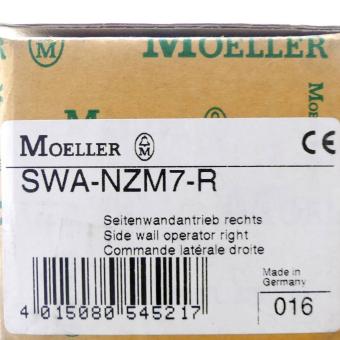 MOELLER
MOELLER
CE
SWA-NZM7-R
Seitenwandantrieb rechts
Side wall operator right
Commande latérale droite
4 015080 545217
Made in
Germany
016